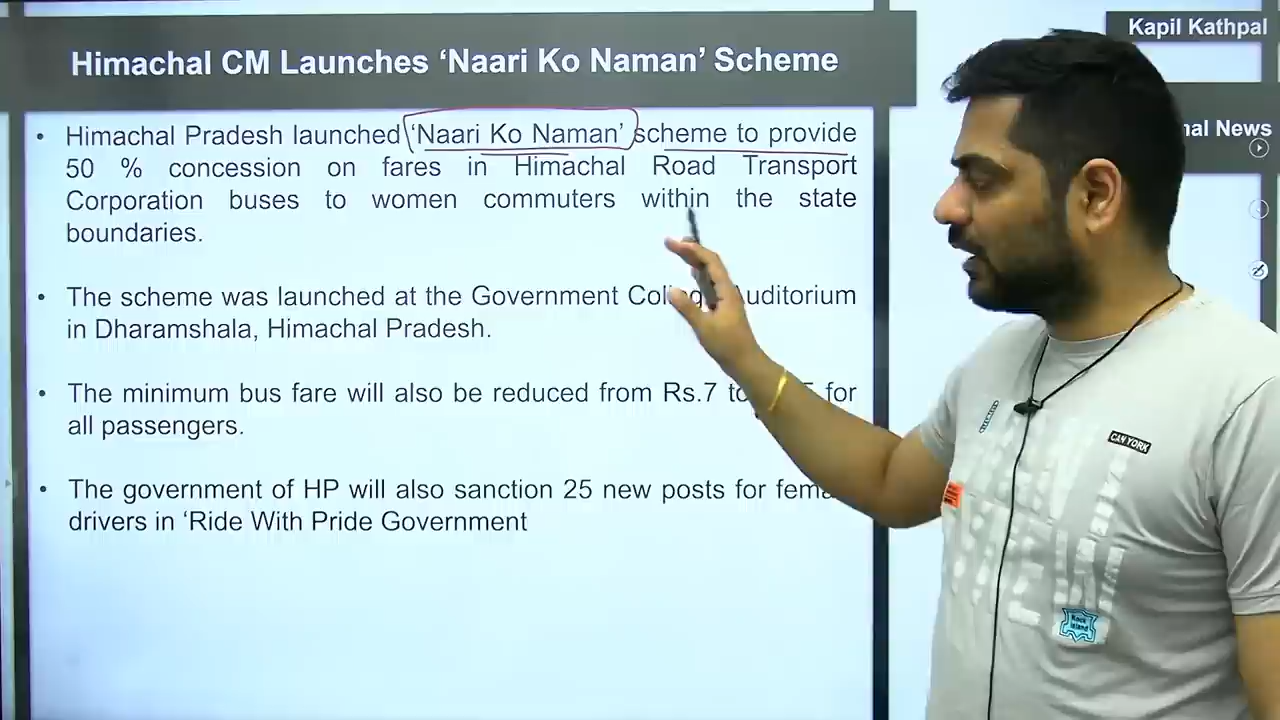 Kapil Kathpal
Himachal CM Launches ‘Naari Ko Naman’ Scheme
nal News
• Himachal Pradesh launched ‘Naari Ko Naman’ scheme to provide
50 % concession on fares in Himachal Road Transport
Corporation buses to women commuters within the state
boundaries.
• The scheme was launched at the Government Auditorium
in Dharamshala, Himachal Pradesh.
• The minimum bus fare will also be reduced from Rs.7 to for
all passengers.
• The government of HP will also sanction 25 new posts for
drivers in ‘Ride With Pride Government
CAN YORK
Rock
Island